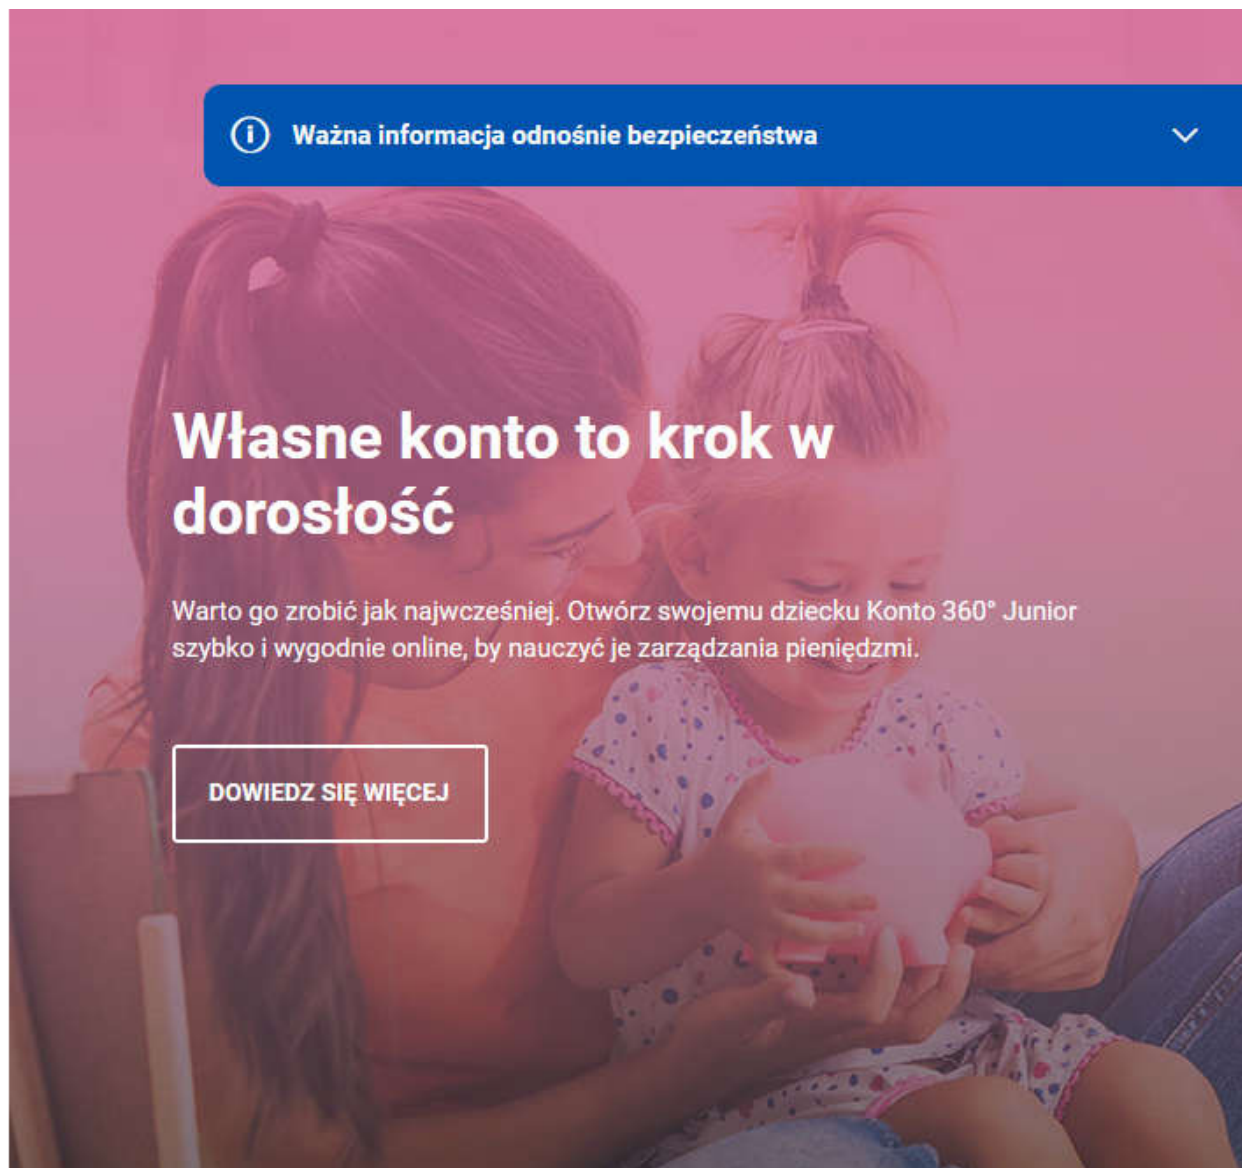 Ważna informacja odnośnie bezpieczeństwa
Własne konto to krok w
dorosłość
Warto go zrobić jak najwcześniej. Otwórz swojemu dziecku Konto 360° Junior
szybko i wygodnie online, by nauczyć je zarządzania pieniędzmi.
DOWIEDZ SIĘ WIĘCEJ